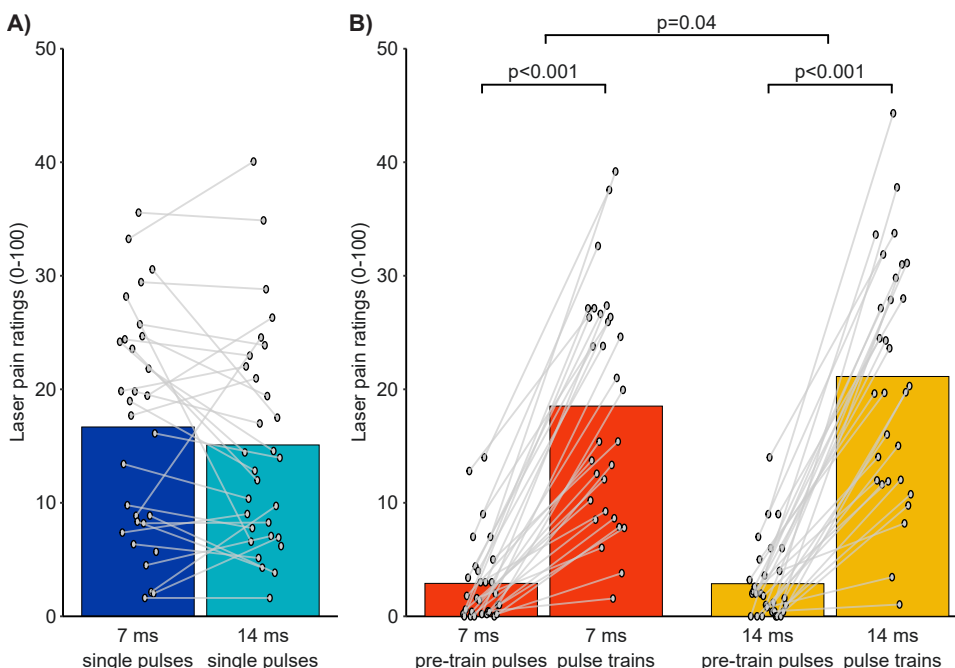 A)
Laser pain ratings (0-100)
50
40
30
20
10
0
7 ms
single pulses
14 ms
single pulses
B)
Laser pain ratings (0-100)
50
40
30
20
10
0
p=0.04
p<0.001
p<0.001
7 ms
pre-train pulses
7 ms
pulse trains
14 ms
pre-train pulses
14 ms
pulse trains